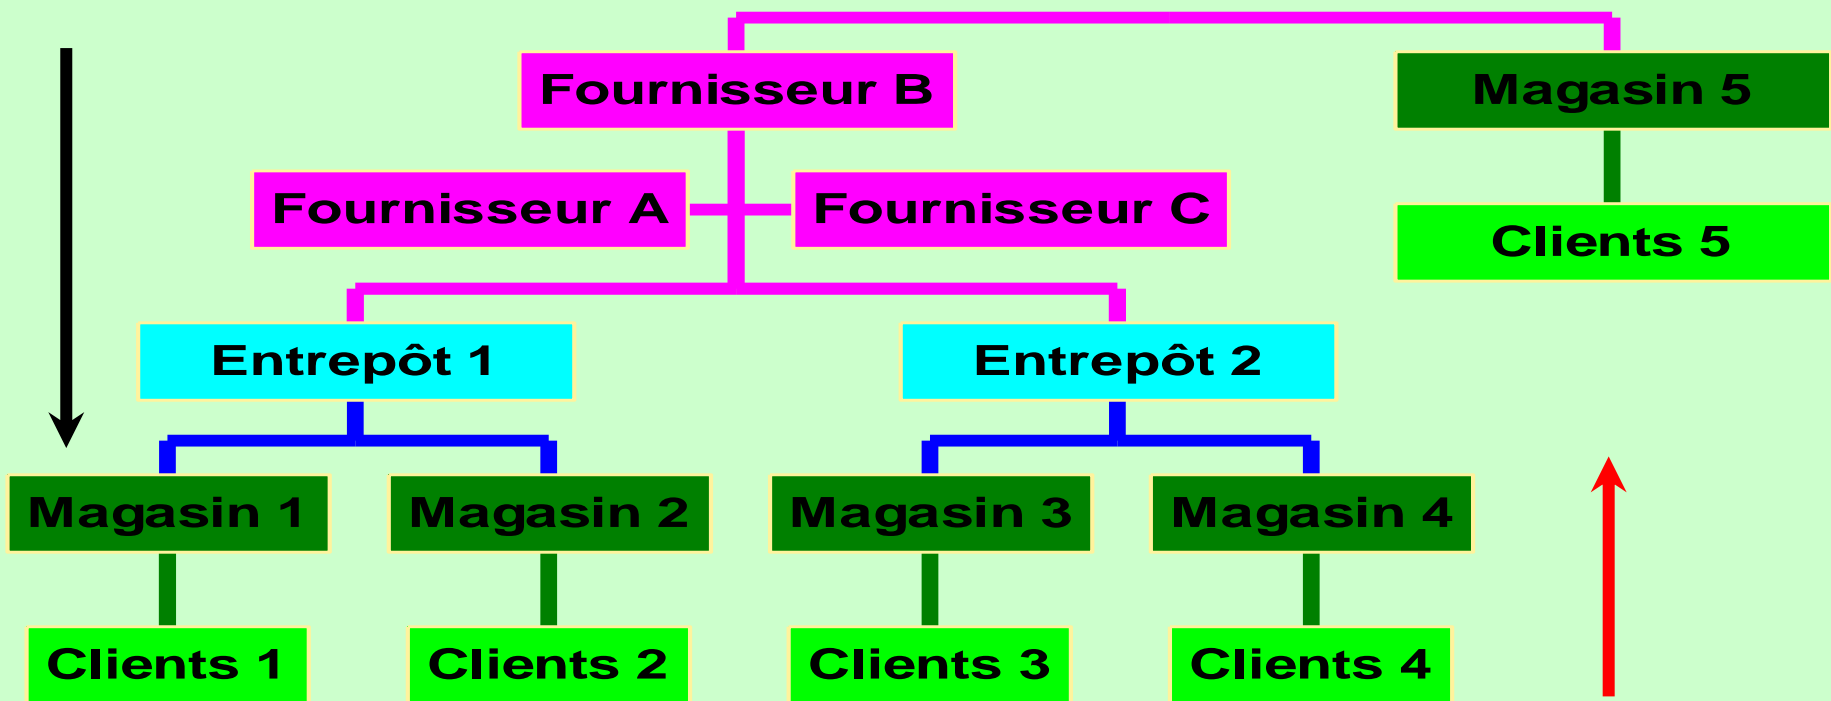 Fournisseur B
Magasin 5
Fournisseur A
Fournisseur C
Clients 5
Entrepôt 1
Entrepôt 2
Magasin 1
Magasin 2
Magasin 3
Magasin 4
Clients 1
Clients 2
Clients 3
Clients 4